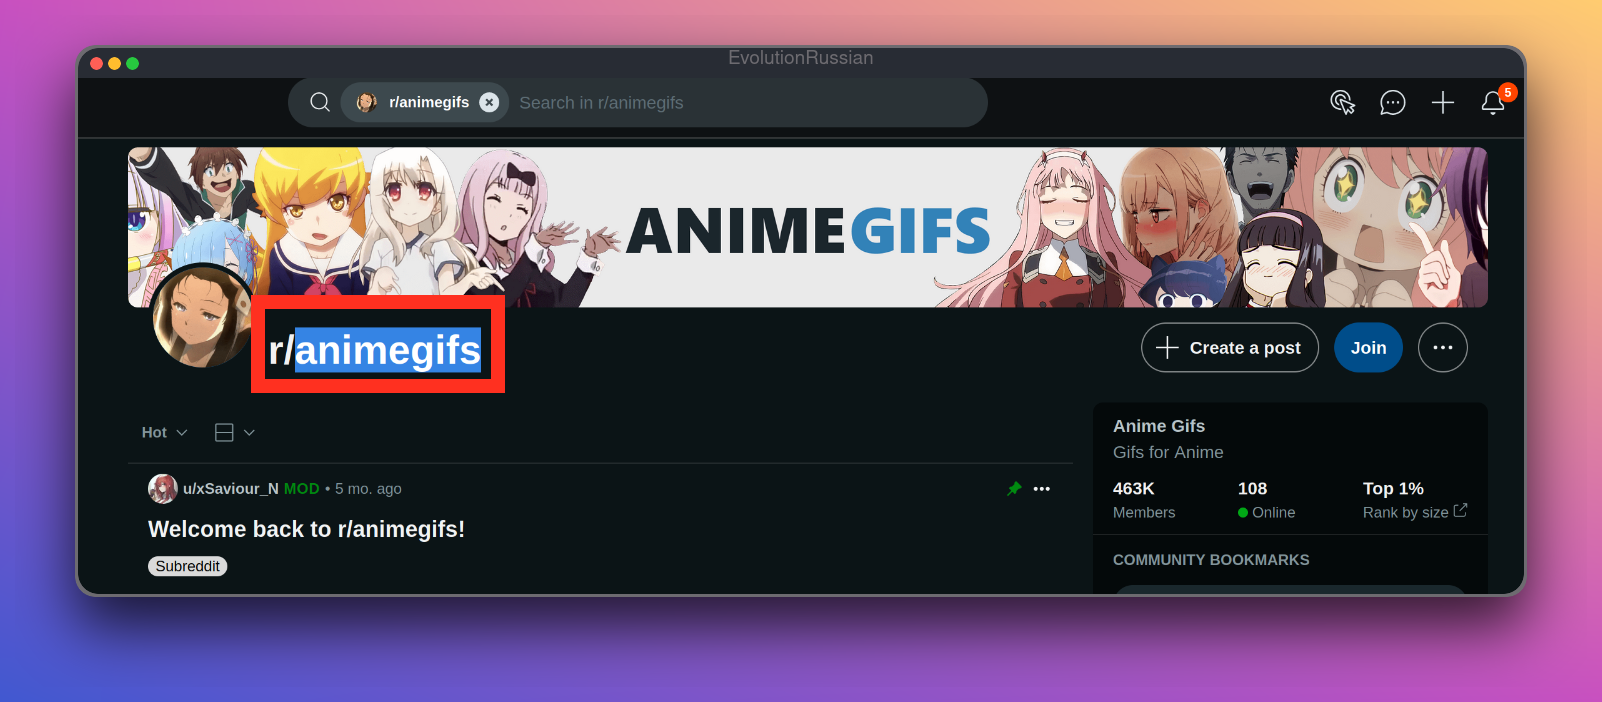 EvolutionRussian
r/animegifs Search in r/animegifs
5
ANIMEGIFS
r/animegifs
Create a post Join
Hot
u/xSaviour_N MOD • 5 mo. ago
Welcome back to r/animegifs!
Subreddit
Anime Gifs
Gifs for Anime
463K 108 Top 1%
Members Online Rank by size
COMMUNITY BOOKMARKS